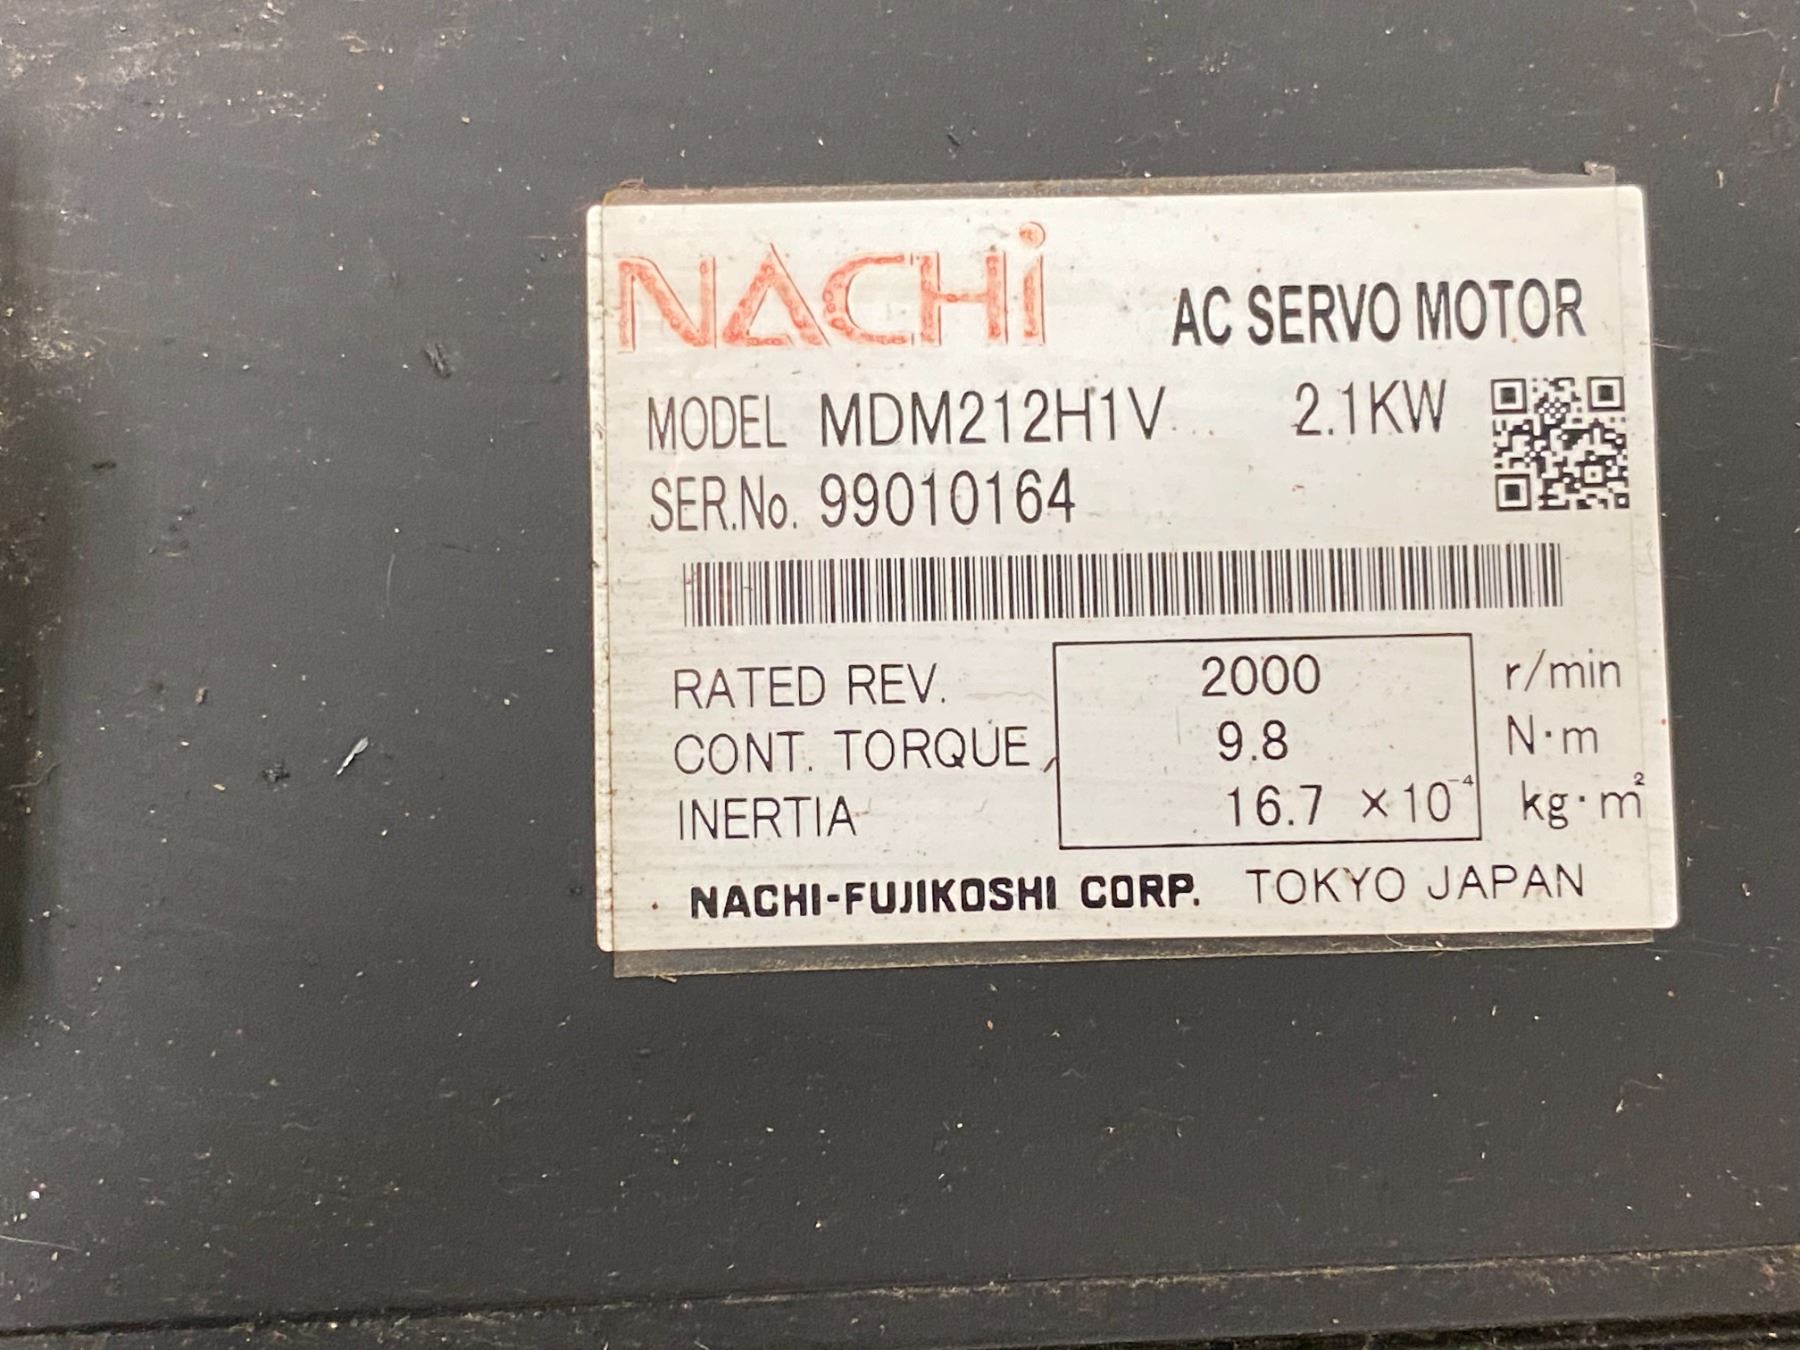 NACHi AC SERVO MOTOR
MODEL MDM212H1V 2.1KW
SER.No. 99010164
RATED REV. 2000 r/min
CONT. TORQUE 9.8 N·m
INERTIA 16.7 ×10⁻⁴ kg·m²
NACHI-FUJIKOSHI CORP. TOKYO JAPAN